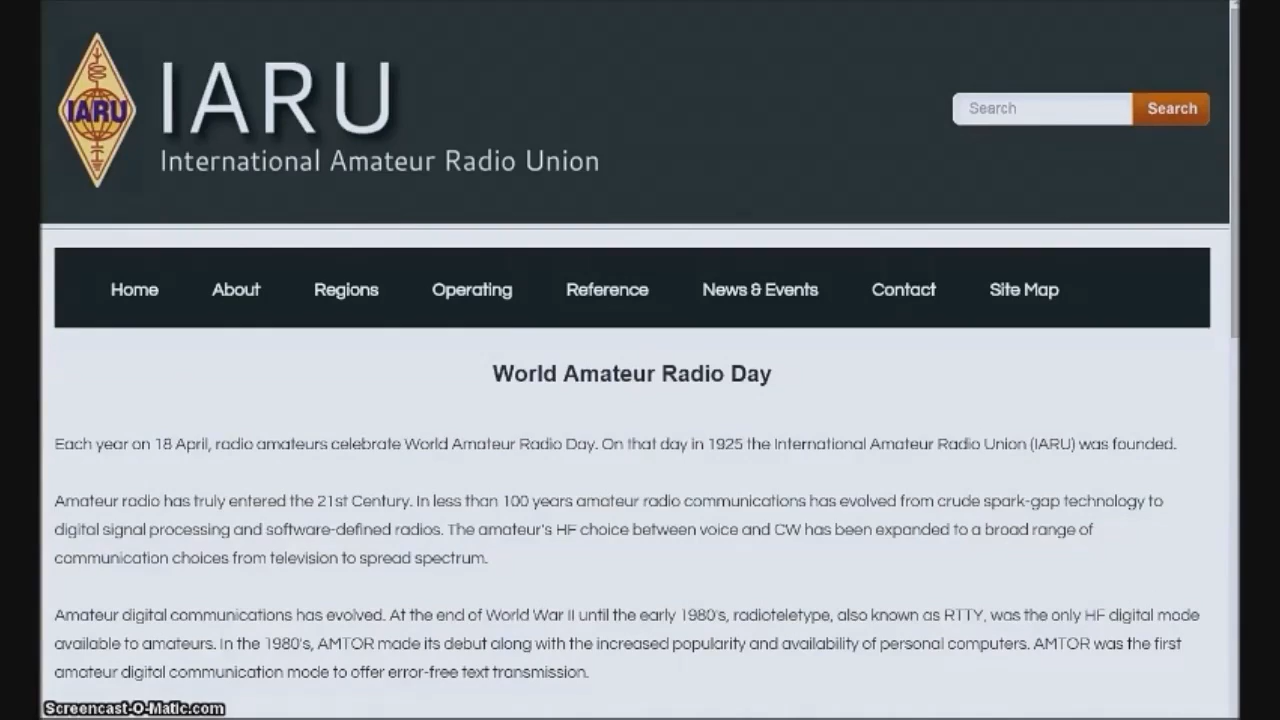 IARU
IARU
International Amateur Radio Union
Search
Search
Home
About
Regions
Operating
Reference
News & Events
Contact
Site Map
World Amateur Radio Day
Each year on 18 April, radio amateurs celebrate World Amateur Radio Day. On that day in 1925 the International Amateur Radio Union (IARU) was founded.
Amateur radio has truly entered the 21st Century. In less than 100 years amateur radio communications has evolved from crude spark-gap technology to
digital signal processing and software-defined radios. The amateur's HF choice between voice and CW has been expanded to a broad range of
communication choices from television to spread spectrum.
Amateur digital communications has evolved. At the end of World War II until the early 1980's, radioteletype, also known as RTTY, was the only HF digital mode
available to amateurs. In the 1980's, AMTOR made its debut along with the increased popularity and availability of personal computers. AMTOR was the first
amateur digital communication mode to offer error-free text transmission.
Screencast-O-Matic.com